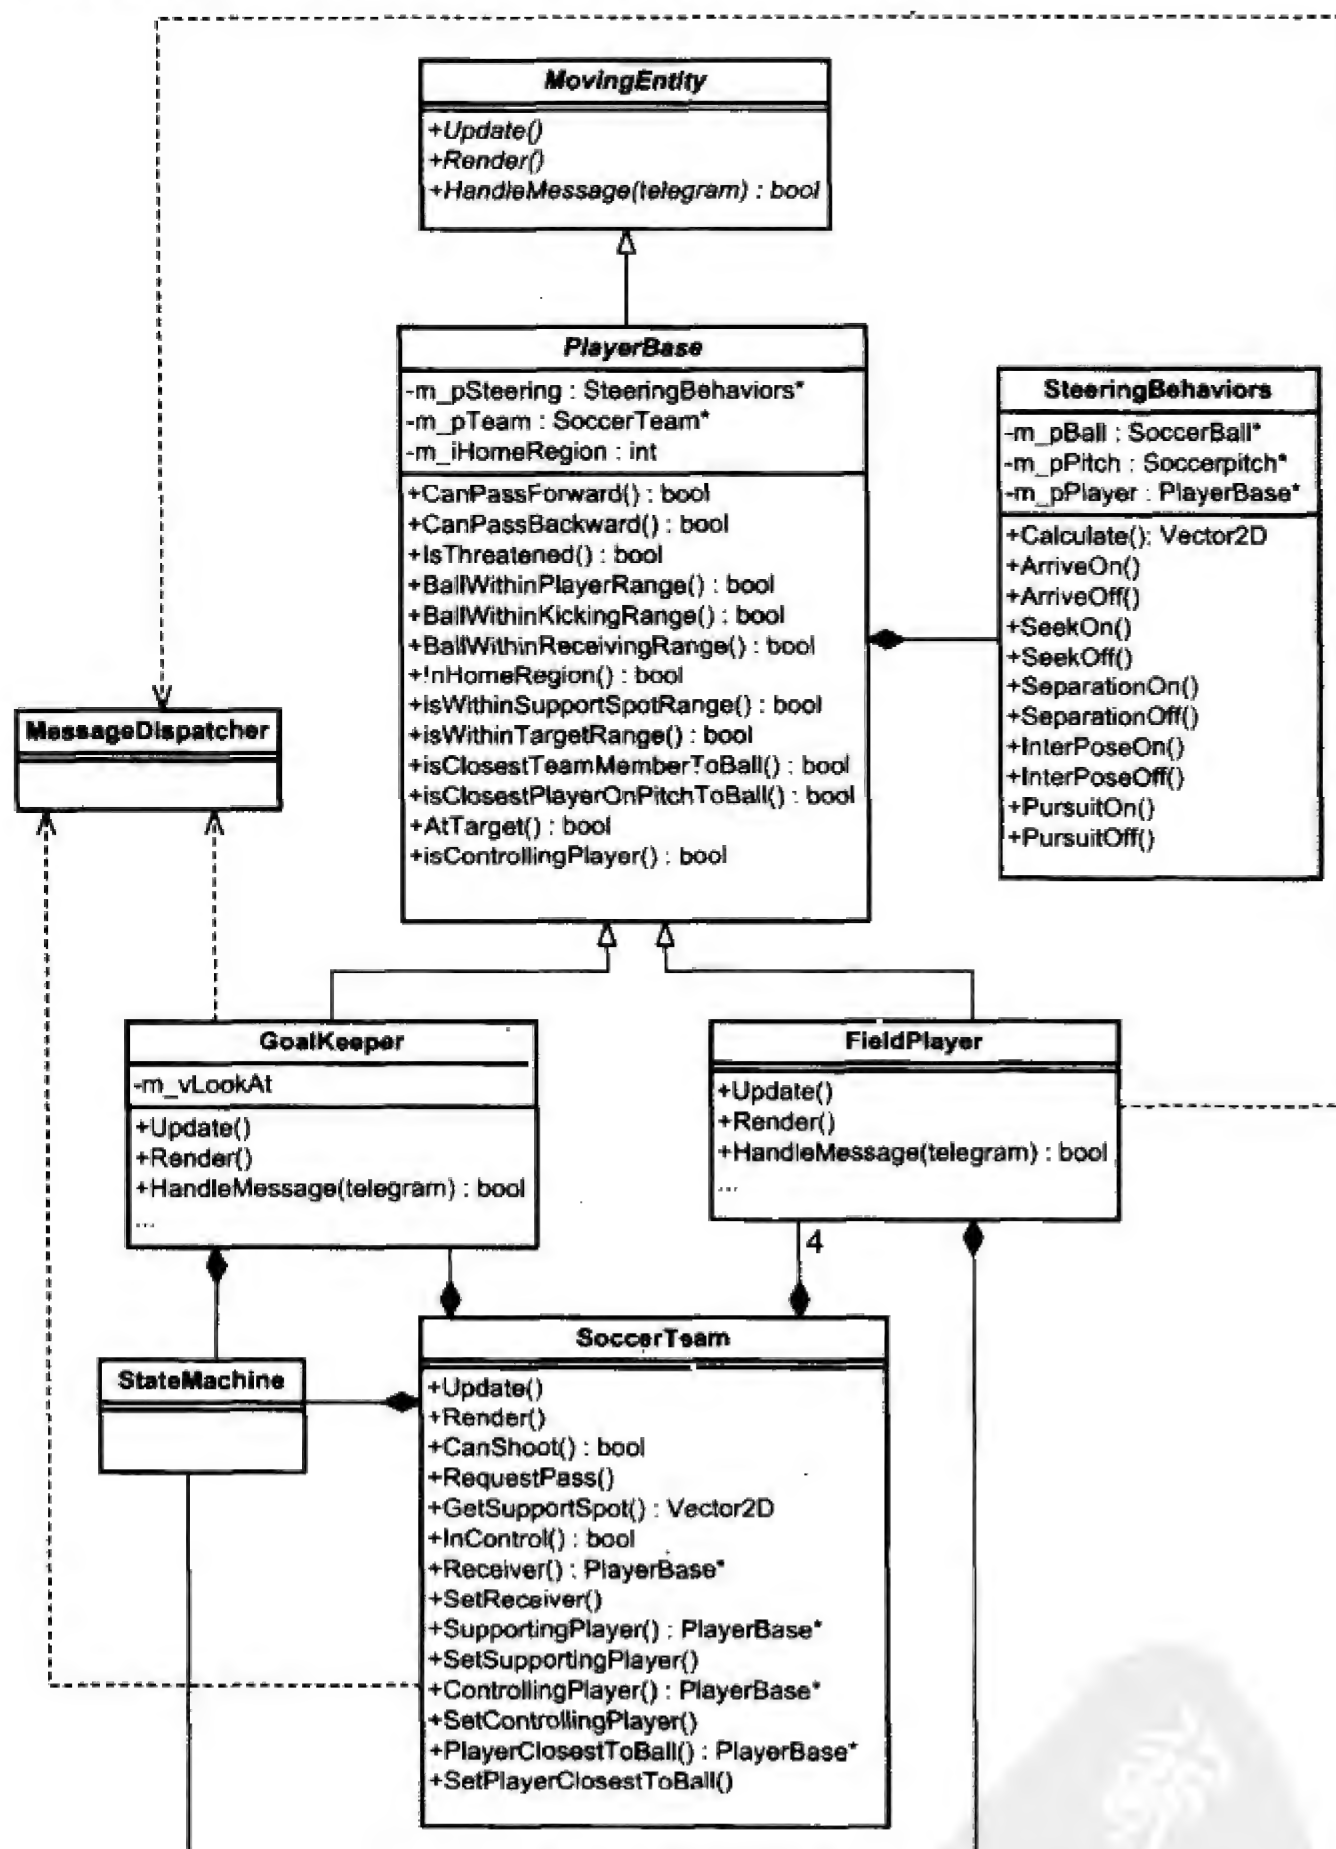 MovingEntity
+Update()
+Render()
+HandleMessage(telegram) : bool
PlayerBase
-m_pSteering : SteeringBehaviors*
-m_pTeam : SoccerTeam*
-m_iHomeRegion : int
+CanPassForward() : bool
+CanPassBackward() : bool
+IsThreatened() : bool
+BallWithinPlayerRange() : bool
+BallWithinKickingRange() : bool
+BallWithinReceivingRange() : bool
+InHomeRegion() : bool
+isWithinSupportSpotRange() : bool
+isWithinTargetRange() : bool
+isClosestTeamMemberToBall() : bool
+isClosestPlayerOnPitchToBall() : bool
+AtTarget() : bool
+isControllingPlayer() : bool
SteeringBehaviors
-m_pBall : SoccerBall*
-m_pPitch : Soccerpitch*
-m_pPlayer : PlayerBase*
+Calculate(): Vector2D
+ArriveOn()
+ArriveOff()
+SeekOn()
+SeekOff()
+SeparationOn()
+SeparationOff()
+InterPoseOn()
+InterPoseOff()
+PursuitOn()
+PursuitOff()
MessageDispatcher
GoalKeeper
-m_vLookAt
+Update()
+Render()
+HandleMessage(telegram) : bool
...
FieldPlayer
+Update()
+Render()
+HandleMessage(telegram) : bool
...
4
StateMachine
SoccerTeam
+Update()
+Render()
+CanShoot() : bool
+RequestPass()
+GetSupportSpot() : Vector2D
+InControl() : bool
+Receiver() : PlayerBase*
+SetReceiver()
+SupportingPlayer() : PlayerBase*
+SetSupportingPlayer()
+ControllingPlayer() : PlayerBase*
+SetControllingPlayer()
+PlayerClosestToBall() : PlayerBase*
+SetPlayerClosestToBall()